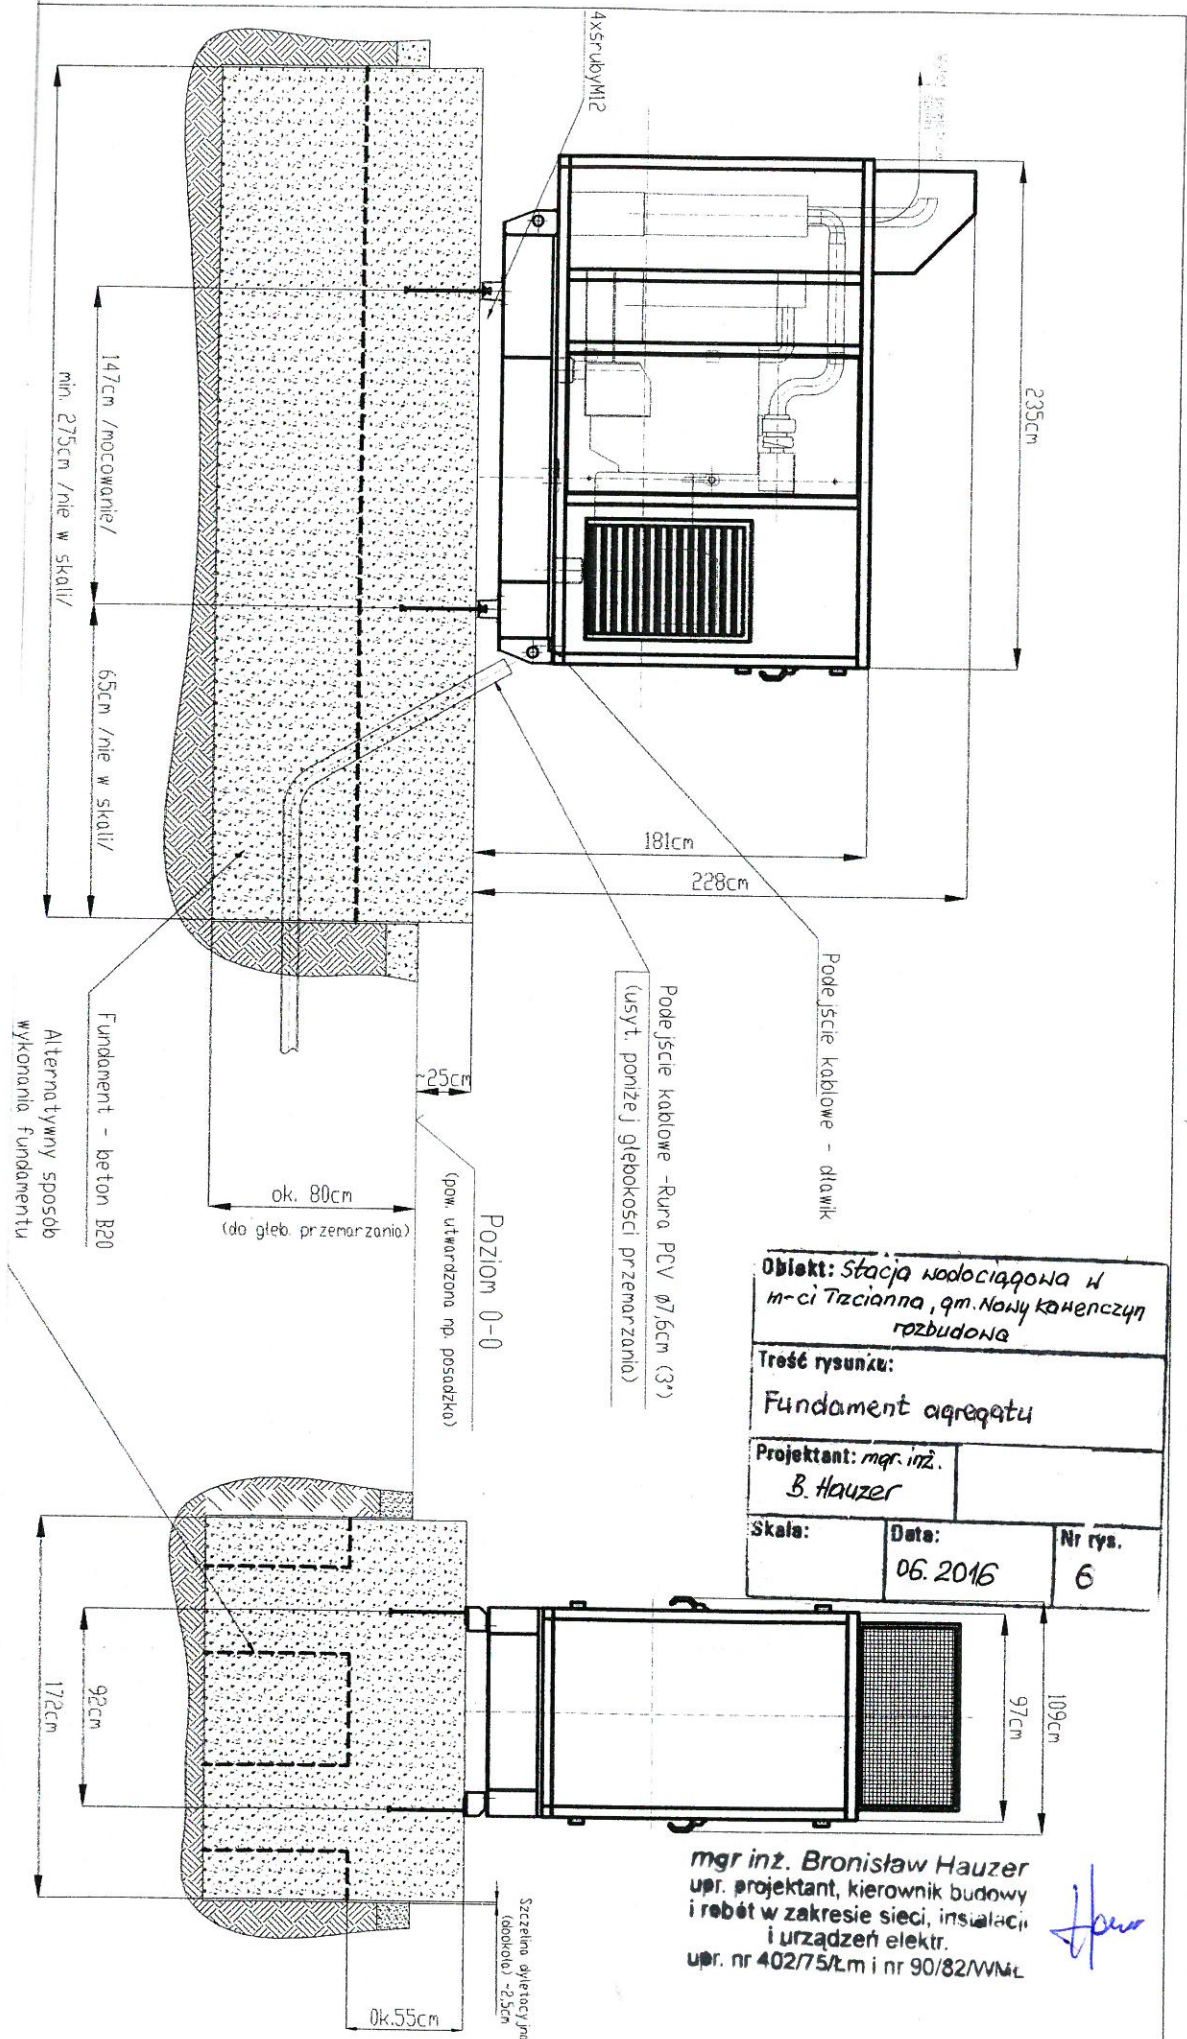 4xśrubyM12
235cm
181cm
228cm
147cm /mocowanie/
65cm /nie w skali/
min. 275cm /nie w skali/
Podejście kablowe - dławik
Podejście kablowe -Rura PCV ø7,6cm (3")
(usyt. poniżej głębokości przemarzania)
~25cm
Poziom 0-0
(pow. utwardzona np. posadzka)
ok. 80cm
(do głęb. przemarzania)
Fundament - beton B20
Alternatywny sposób
wykonania fundamentu
Obiekt: Stacja wodociągowa w
m-ci Trzcianna, gm. Nowy Kawenczyn
rozbudowa
Treść rysunku:
Fundament agregatu
Projektant: mgr. inż.
B. Hauzer
Skala:
Data:
06. 2016
Nr rys.
6
109cm
97cm
92cm
172cm
Szczelina dyletacyjna
(dookoła) ~2,5cm
Ok.55cm
mgr inż. Bronisław Hauzer
upr. projektant, kierownik budowy
i robót w zakresie sieci, instalacji
i urządzeń elektr.
upr. nr 402/75/Łm i nr 90/82/WMŁ